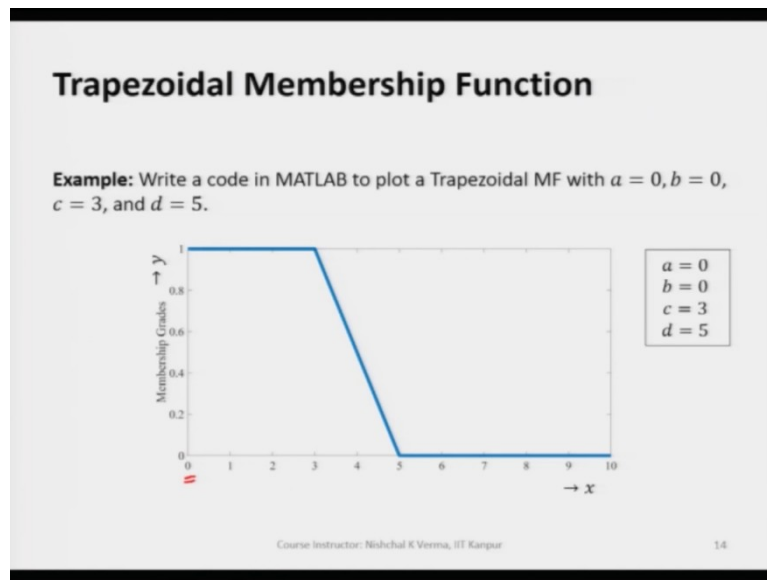 Trapezoidal Membership Function
Example: Write a code in MATLAB to plot a Trapezoidal MF with a = 0, b = 0,
c = 3, and d = 5.
→ y
Membership Grades
1
0.8
0.6
0.4
0.2
0
0 1 2 3 4 5 6 7 8 9 10
→ x
a = 0
b = 0
c = 3
d = 5
Course Instructor: Nishchal K Verma, IIT Kanpur
14